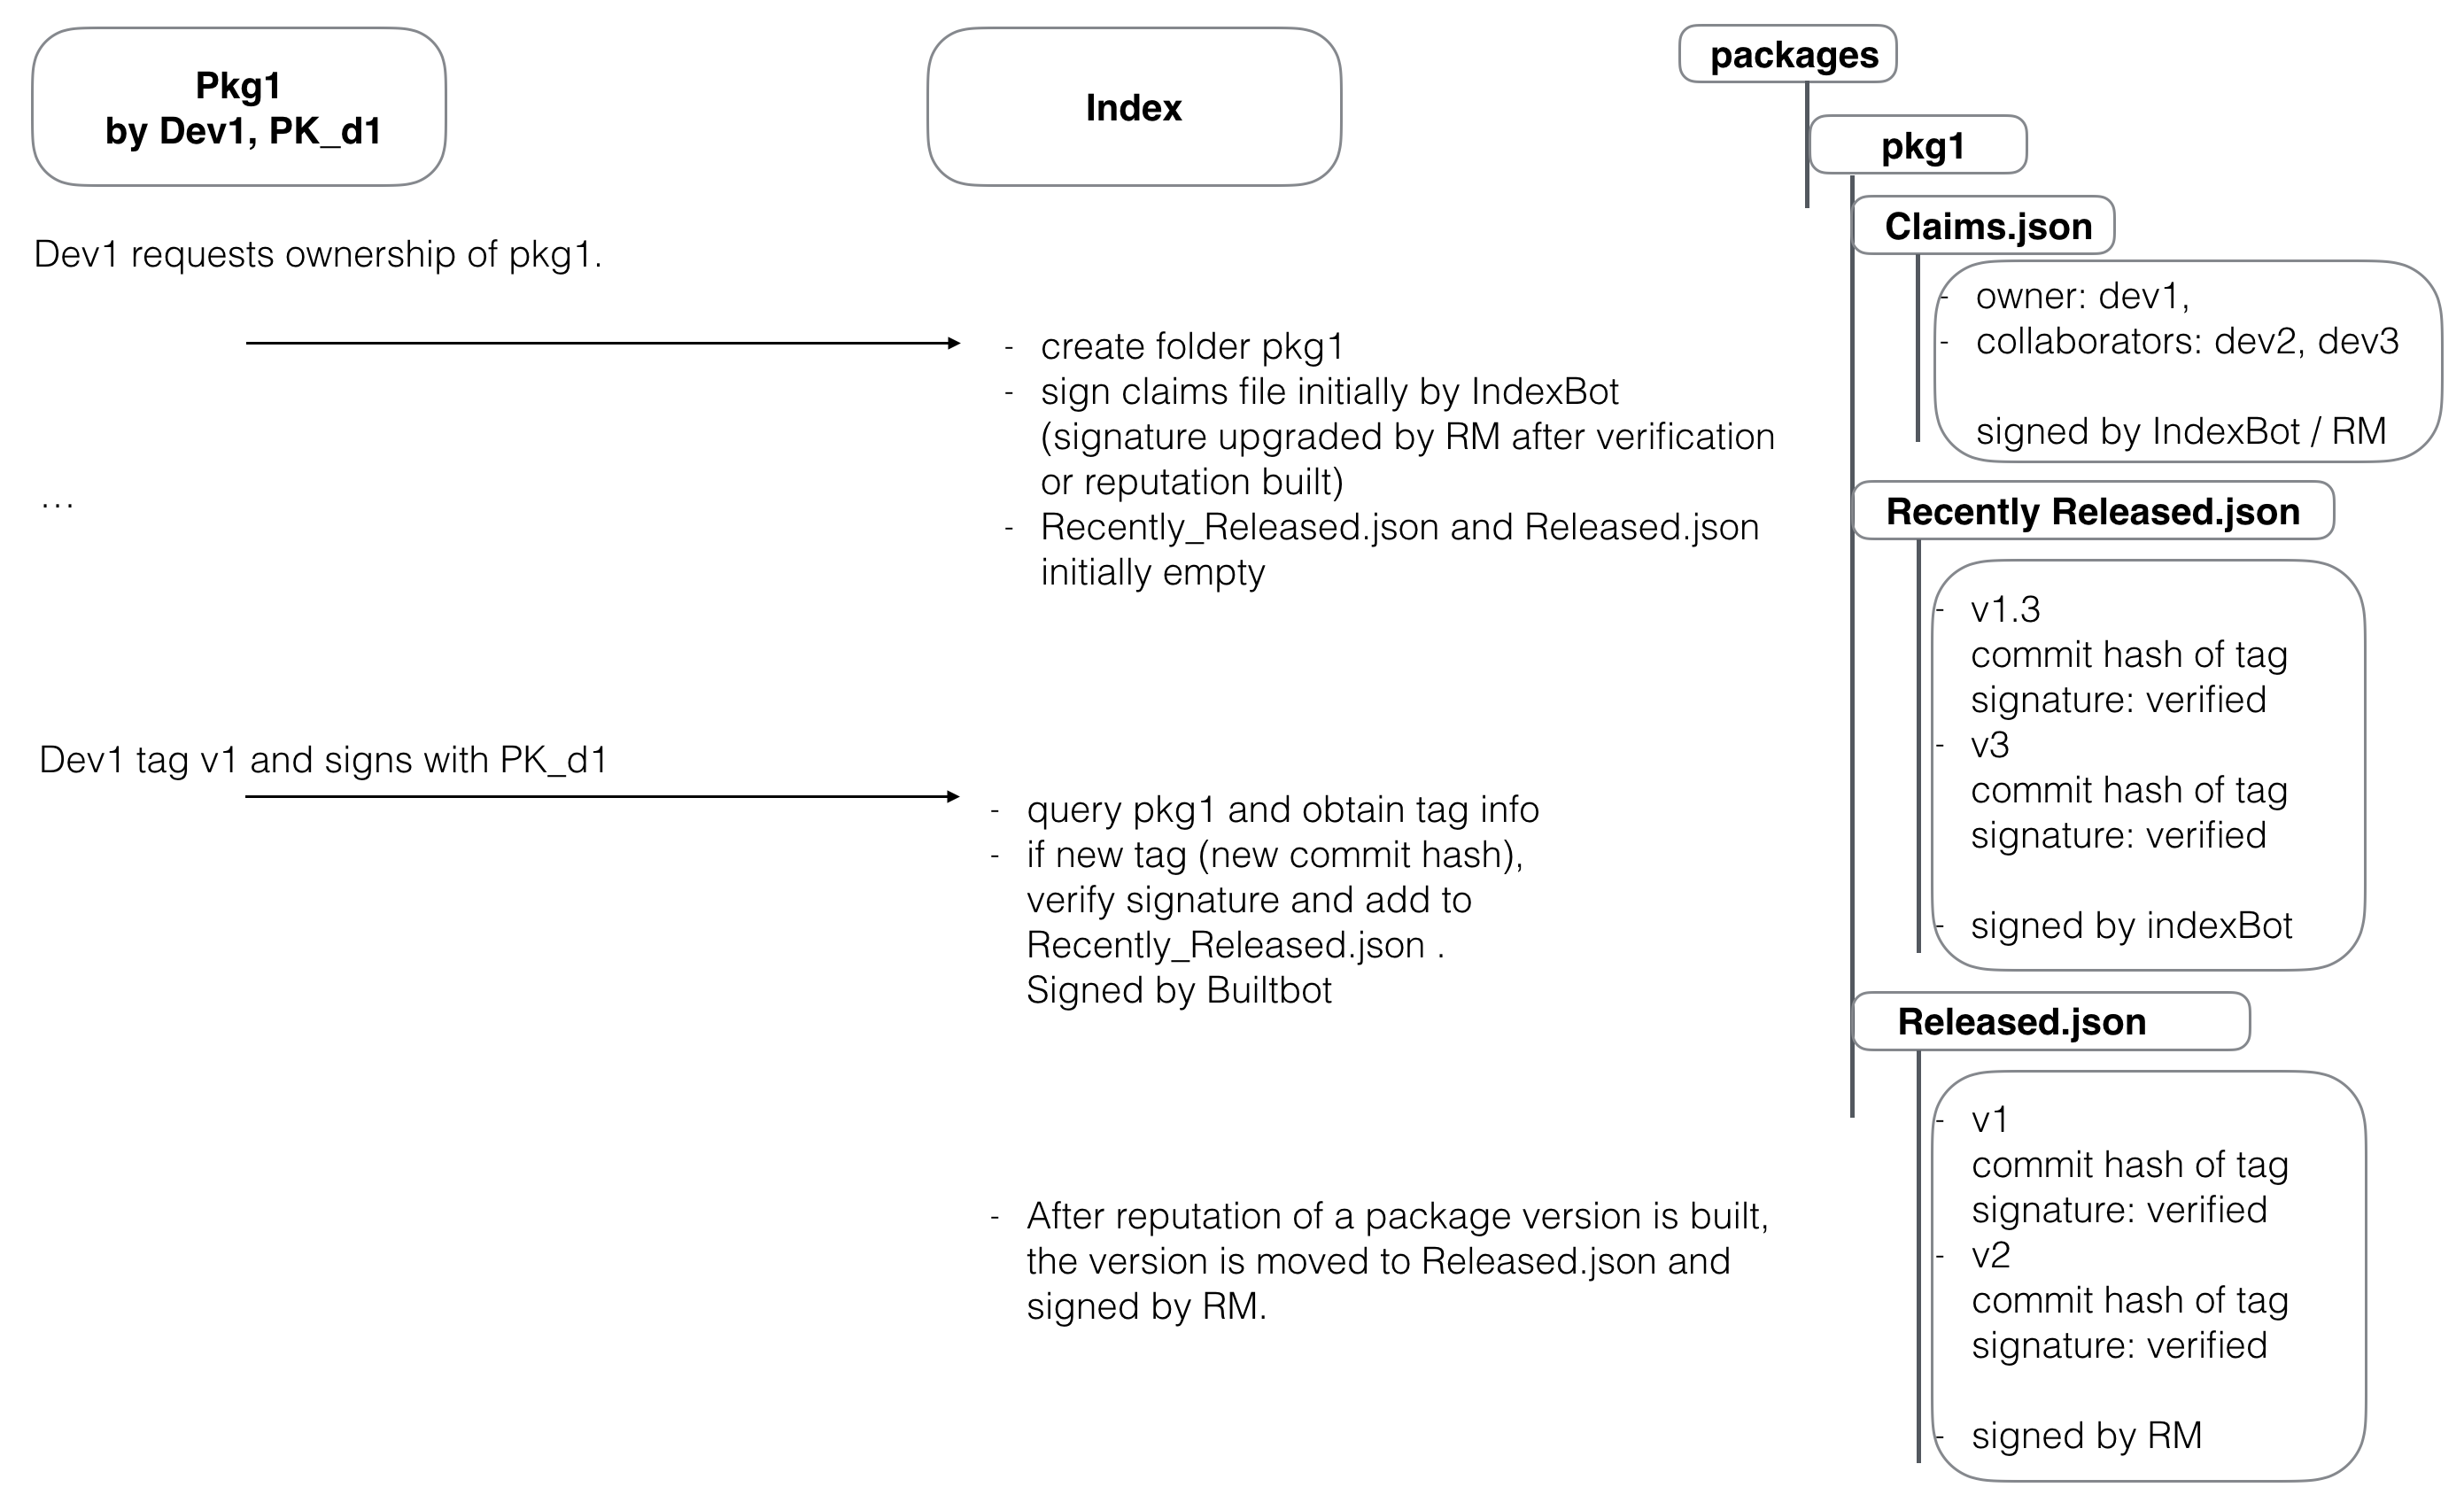 Pkg1
by Dev1, PK_d1
Index
Dev1 requests ownership of pkg1.
- create folder pkg1
- sign claims file initially by IndexBot
(signature upgraded by RM after verification
or reputation built)
- Recently_Released.json and Released.json
initially empty
...
Dev1 tag v1 and signs with PK_d1
- query pkg1 and obtain tag info
- if new tag (new commit hash),
verify signature and add to
Recently_Released.json .
Signed by Builtbot
- After reputation of a package version is built,
the version is moved to Released.json and
signed by RM.
packages
pkg1
Claims.json
- owner: dev1,
- collaborators: dev2, dev3
signed by IndexBot / RM
Recently Released.json
- v1.3
commit hash of tag
signature: verified
- v3
commit hash of tag
signature: verified
- signed by indexBot
Released.json
- v1
commit hash of tag
signature: verified
- v2
commit hash of tag
signature: verified
- signed by RM